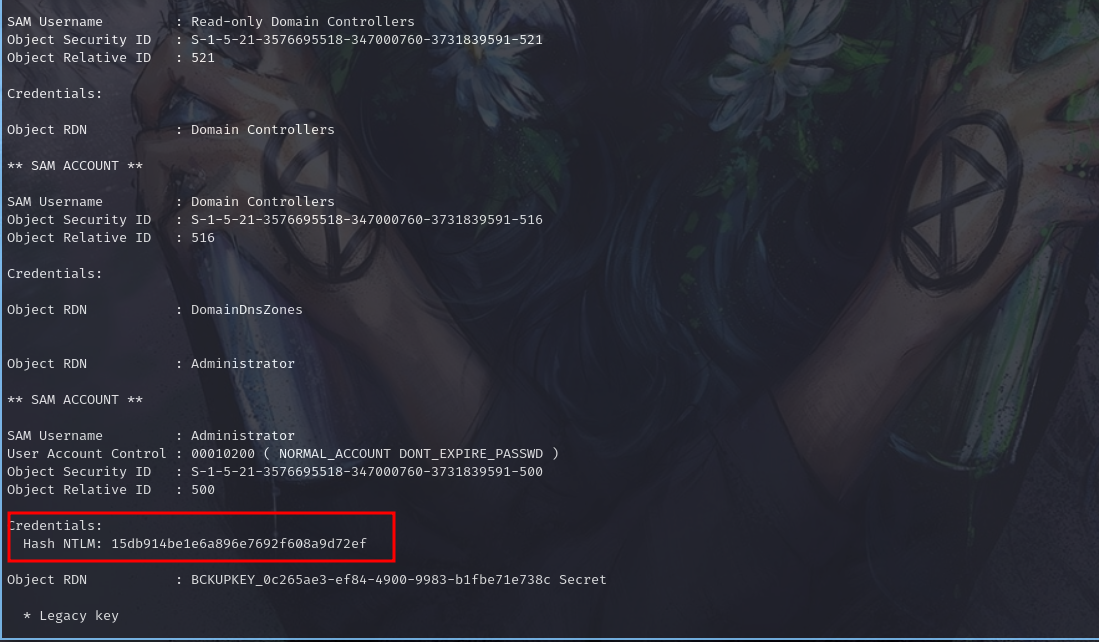 SAM Username         : Read-only Domain Controllers
Object Security ID   : S-1-5-21-3576695518-347000760-3731839591-521
Object Relative ID   : 521
Credentials:
Object RDN           : Domain Controllers
** SAM ACCOUNT **
SAM Username         : Domain Controllers
Object Security ID   : S-1-5-21-3576695518-347000760-3731839591-516
Object Relative ID   : 516
Credentials:
Object RDN           : DomainDnsZones
Object RDN           : Administrator
** SAM ACCOUNT **
SAM Username         : Administrator
User Account Control : 00010200 ( NORMAL_ACCOUNT DONT_EXPIRE_PASSWD )
Object Security ID   : S-1-5-21-3576695518-347000760-3731839591-500
Object Relative ID   : 500
Credentials:
  Hash NTLM: 15db914be1e6a896e7692f608a9d72ef
Object RDN           : BCKUPKEY_0c265ae3-ef84-4900-9983-b1fbe71e738c Secret
  * Legacy key